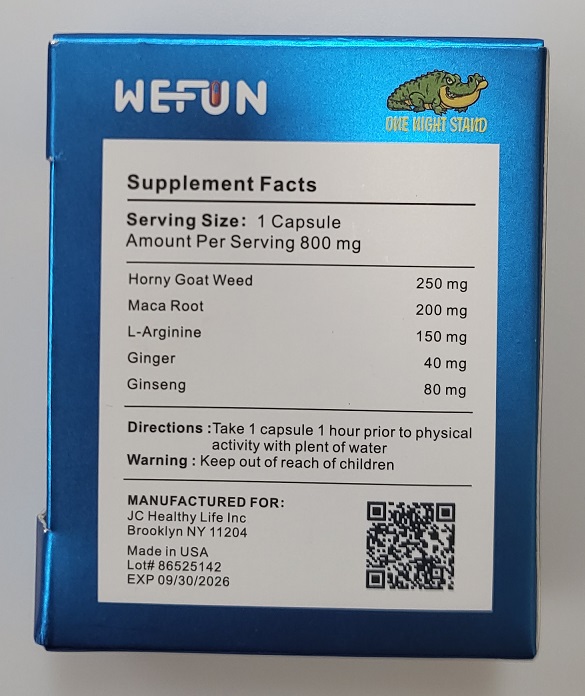 WEFUN
ONE NIGHT STAND
Supplement Facts
Serving Size: 1 Capsule
Amount Per Serving 800 mg
Horny Goat Weed 250 mg
Maca Root 200 mg
L-Arginine 150 mg
Ginger 40 mg
Ginseng 80 mg
Directions :Take 1 capsule 1 hour prior to physical
activity with plent of water
Warning : Keep out of reach of children
MANUFACTURED FOR:
JC Healthy Life Inc
Brooklyn NY 11204
Made in USA
Lot# 86525142
EXP 09/30/2026